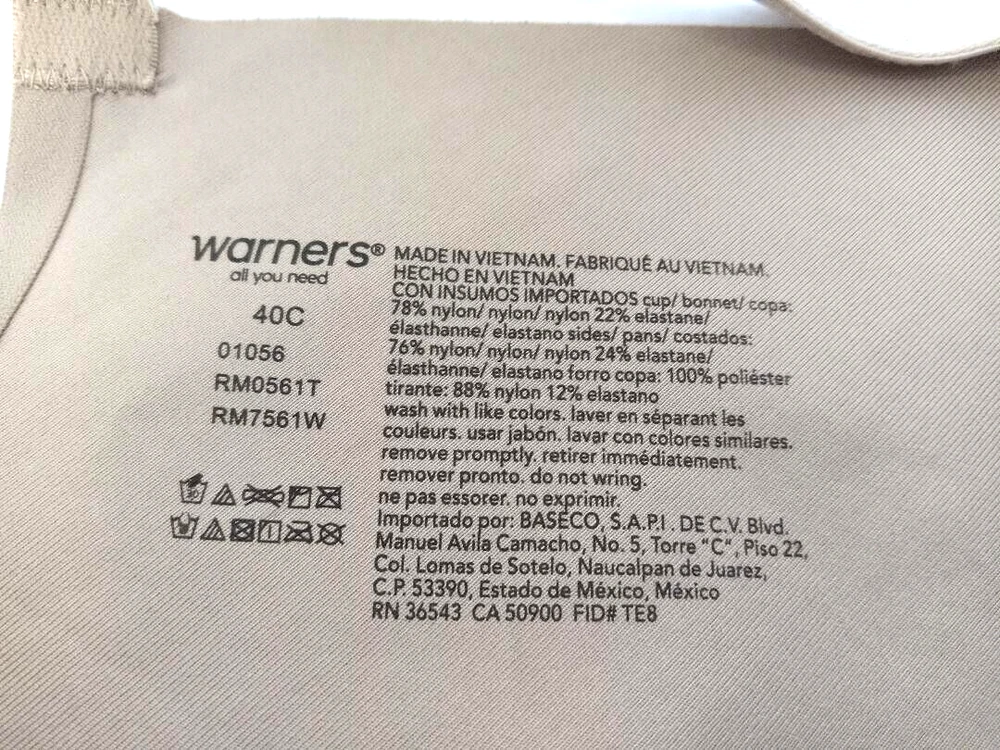 warners®
all you need
40C
01056
RM0561T
RM7561W
MADE IN VIETNAM. FABRIQUÉ AU VIETNAM.
HECHO EN VIETNAM
CON INSUMOS IMPORTADOS cup/ bonnet/ copa:
78% nylon/ nylon/ nylon 22% elastane/
élasthanne/ elastano sides/ pans/ costados:
76% nylon/ nylon/ nylon 24% elastane/
élasthanne/ elastano forro copa: 100% poliéster
tirante: 88% nylon 12% elastano
wash with like colors. laver en séparant les
couleurs. usar jabón. lavar con colores similares.
remove promptly. retirer immédiatement.
remover pronto. do not wring.
ne pas essorer. no exprimir.
Importado por: BASECO, S.A.P.I . DE C.V. Blvd.
Manuel Avila Camacho, No. 5, Torre "C", Piso 22,
Col. Lomas de Sotelo, Naucalpan de Juarez,
C.P. 53390, Estado de México, México
RN 36543 CA 50900 FID# TE8